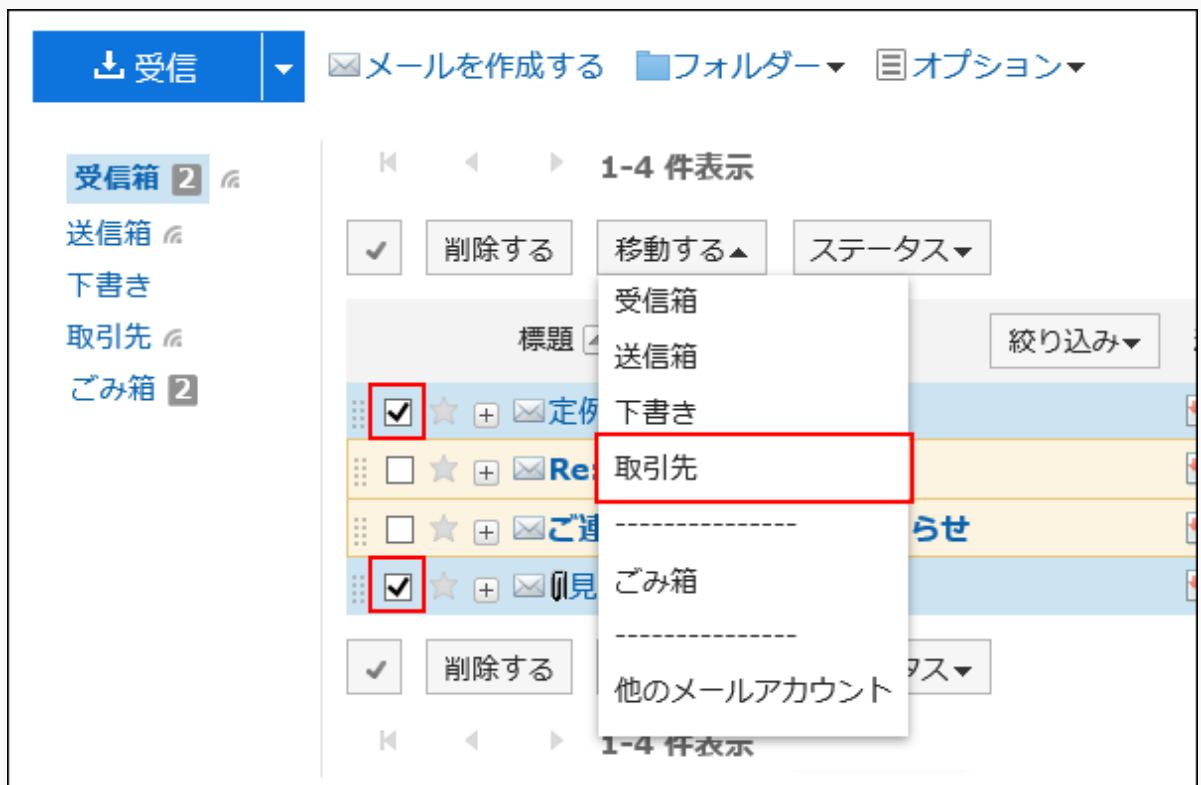 受信 メールを作成する フォルダー オプション
受信箱 2
送信箱
下書き
取引先
ごみ箱 2
1-4 件表示
削除する 移動する ステータス
標題 絞り込み
定例
Re:
ご連 らせ
見
受信箱
送信箱
下書き
取引先
---------------
ごみ箱
---------------
他のメールアカウント
削除する タス
1-4 件表示